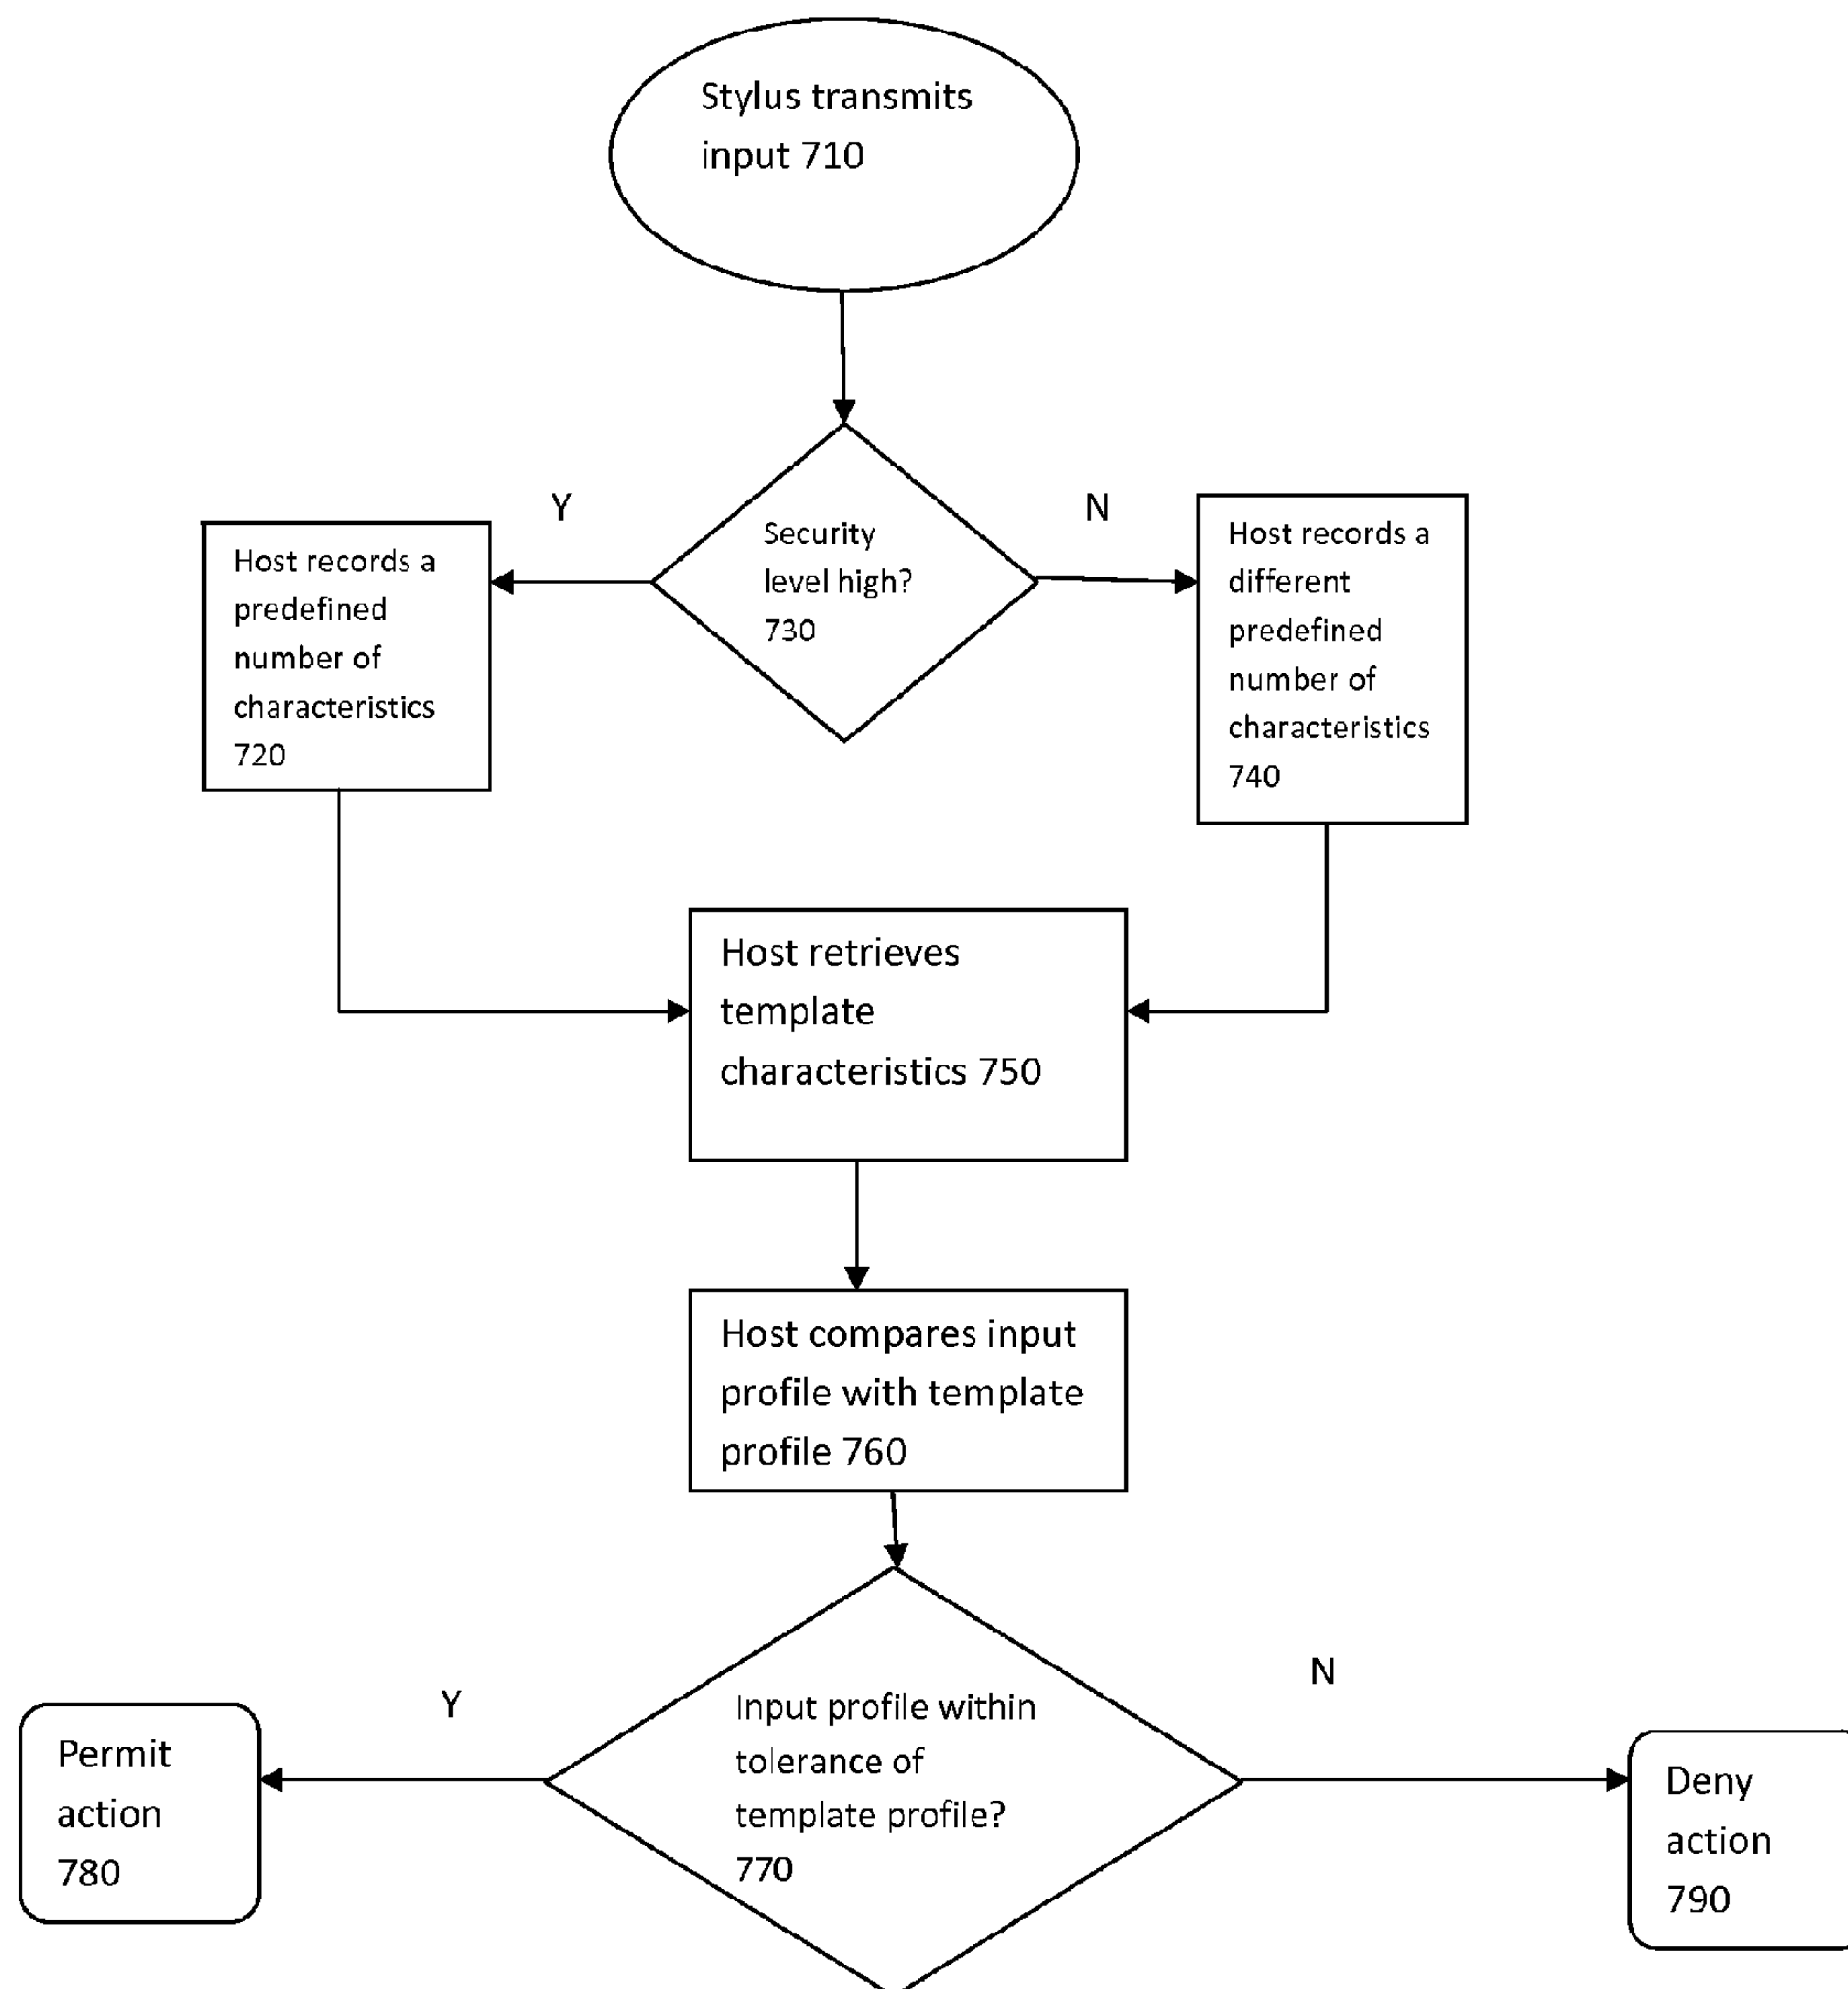 Stylus transmits
input 710
Y
N
Security
level high?
730
Host records a
predefined
number of
characteristics
720
Host records a
different
predefined
number of
characteristics
740
Host retrieves
template
characteristics 750
Host compares input
profile with template
profile 760
Y
N
Input profile within
tolerance of
template profile?
770
Permit
action
780
Deny
action
790